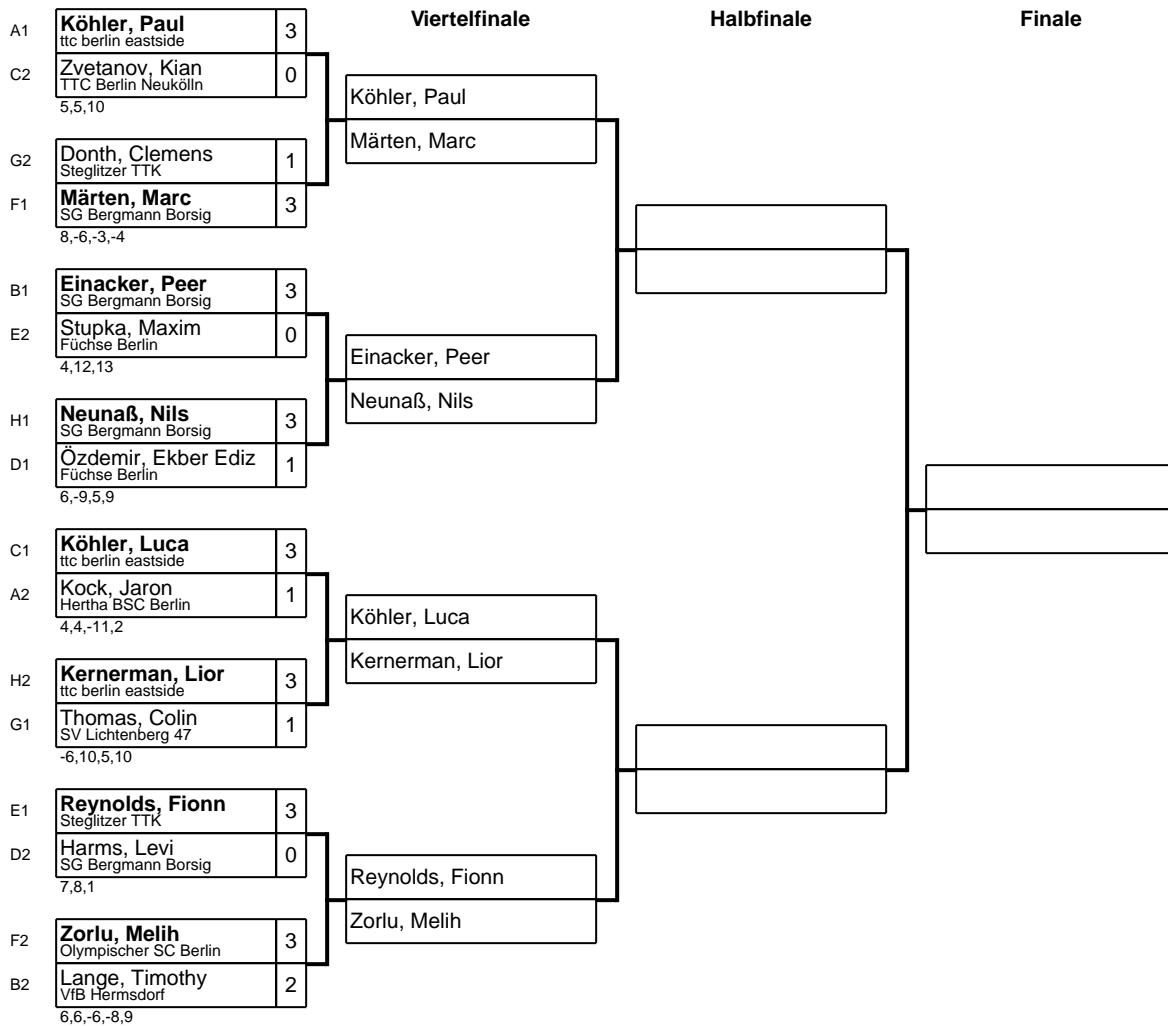 Viertelfinale
Halbfinale
Finale
A1 Köhler, Paul 3
ttc berlin eastside
C2 Zvetanov, Kian 0
TTC Berlin Neukölln
5,5,10
G2 Donth, Clemens 1
Steglitzer TTK
F1 Märten, Marc 3
SG Bergmann Borsig
8,-6,-3,-4
B1 Einacker, Peer 3
SG Bergmann Borsig
E2 Stupka, Maxim 0
Füchse Berlin
4,12,13
H1 Neunaß, Nils 3
SG Bergmann Borsig
D1 Özdemir, Ekber Ediz 1
Füchse Berlin
6,-9,5,9
C1 Köhler, Luca 3
ttc berlin eastside
A2 Kock, Jaron 1
Hertha BSC Berlin
4,4,-11,2
H2 Kernerman, Lior 3
ttc berlin eastside
G1 Thomas, Colin 1
SV Lichtenberg 47
-6,10,5,10
E1 Reynolds, Fionn 3
Steglitzer TTK
D2 Harms, Levi 0
SG Bergmann Borsig
7,8,1
F2 Zorlu, Melih 3
Olympischer SC Berlin
B2 Lange, Timothy 2
VfB Hermsdorf
6,6,-6,-8,9
Köhler, Paul
Märten, Marc
Einacker, Peer
Neunaß, Nils
Köhler, Luca
Kernerman, Lior
Reynolds, Fionn
Zorlu, Melih